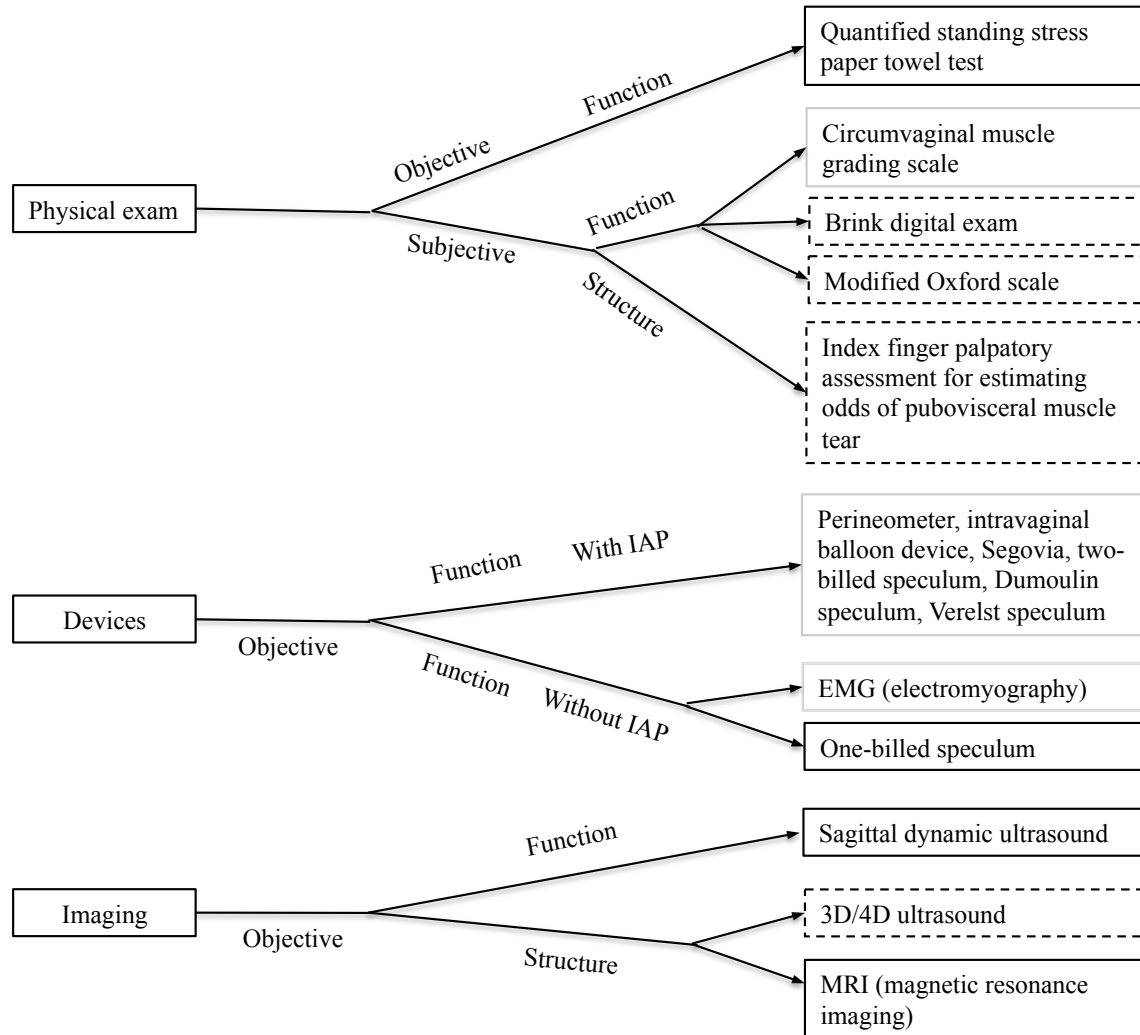 Quantified standing stress
paper towel test
Function
Objective
Circumvaginal muscle
grading scale
Physical exam
Function
Brink digital exam
Subjective
Modified Oxford scale
Structure
Index finger palpatory
assessment for estimating
odds of pubovisceral muscle
tear
Perineometer, intravaginal
balloon device, Segovia, two-
billed speculum, Dumoulin
speculum, Verelst speculum
Function With IAP
Devices
Objective
Function Without IAP
EMG (electromyography)
One-billed speculum
Function
Sagittal dynamic ultrasound
Imaging
Objective
3D/4D ultrasound
Structure
MRI (magnetic resonance
imaging)